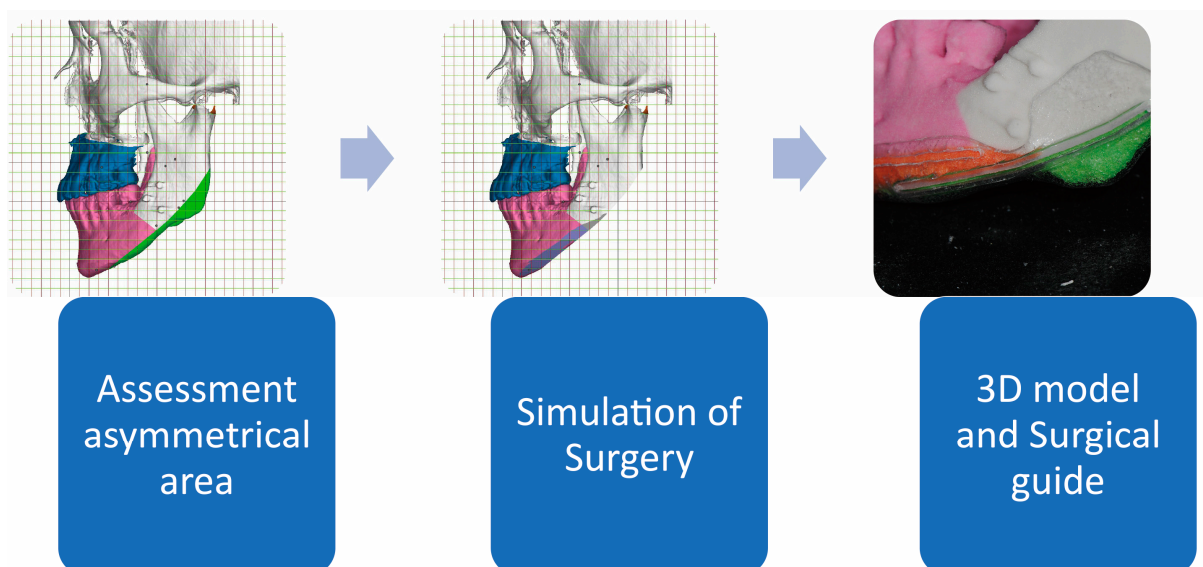 Assessment
asymmetrical
area
Simulation of
Surgery
3D model
and Surgical
guide